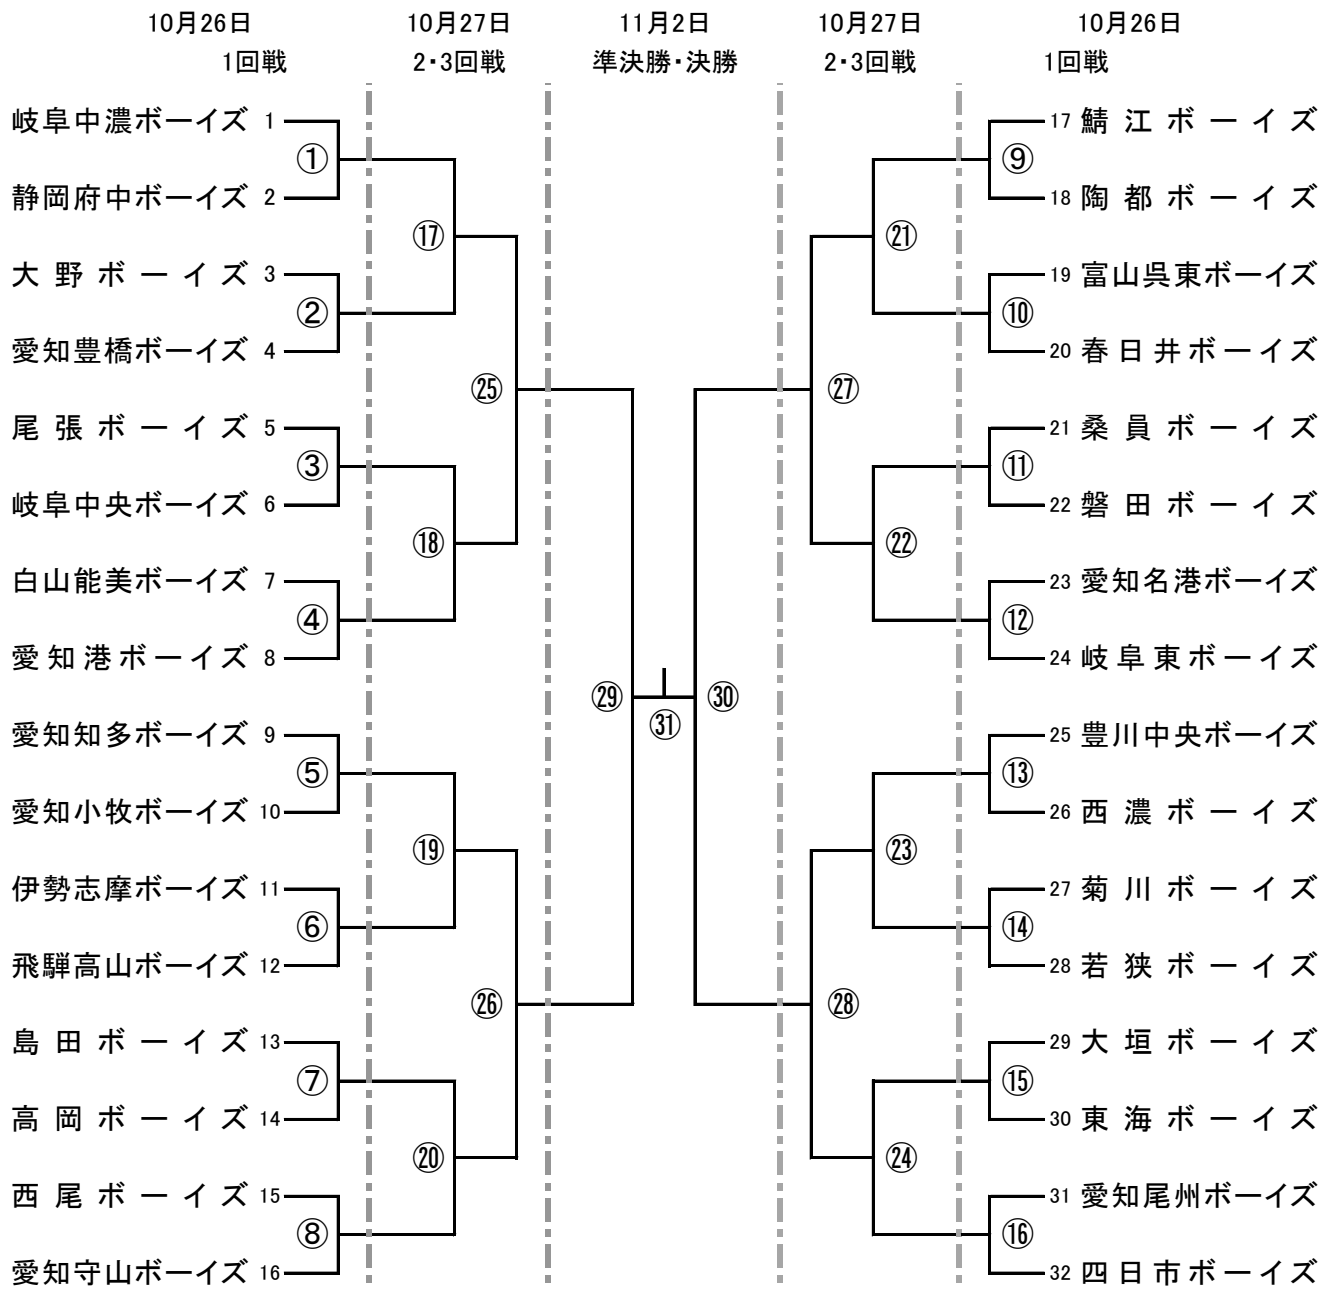 10月26日 10月27日 11月2日 10月27日 10月26日
1回戦 2・3回戦 準決勝・決勝 2・3回戦 1回戦
岐阜中濃ボーイズ 1 17 鯖江ボーイズ
① ⑨
静岡府中ボーイズ 2 18 陶都ボーイズ
⑰ ㉑
大野ボーイズ 3 19 富山呉東ボーイズ
② ⑩
愛知豊橋ボーイズ 4 20 春日井ボーイズ
㉕ ㉗
尾張ボーイズ 5 21 桑員ボーイズ
③ ⑪
岐阜中央ボーイズ 6 22 磐田ボーイズ
⑱ ㉒
白山能美ボーイズ 7 23 愛知名港ボーイズ
④ ⑫
愛知港ボーイズ 8 24 岐阜東ボーイズ
㉙ ㉚
㉛
愛知知多ボーイズ 9 25 豊川中央ボーイズ
⑤ ⑬
愛知小牧ボーイズ 10 26 西濃ボーイズ
⑲ ㉓
伊勢志摩ボーイズ 11 27 菊川ボーイズ
⑥ ⑭
飛騨高山ボーイズ 12 28 若狭ボーイズ
㉖ ㉘
島田ボーイズ 13 29 大垣ボーイズ
⑦ ⑮
高岡ボーイズ 14 30 東海ボーイズ
⑳ ㉔
西尾ボーイズ 15 31 愛知尾州ボーイズ
⑧ ⑯
愛知守山ボーイズ 16 32 四日市ボーイズ